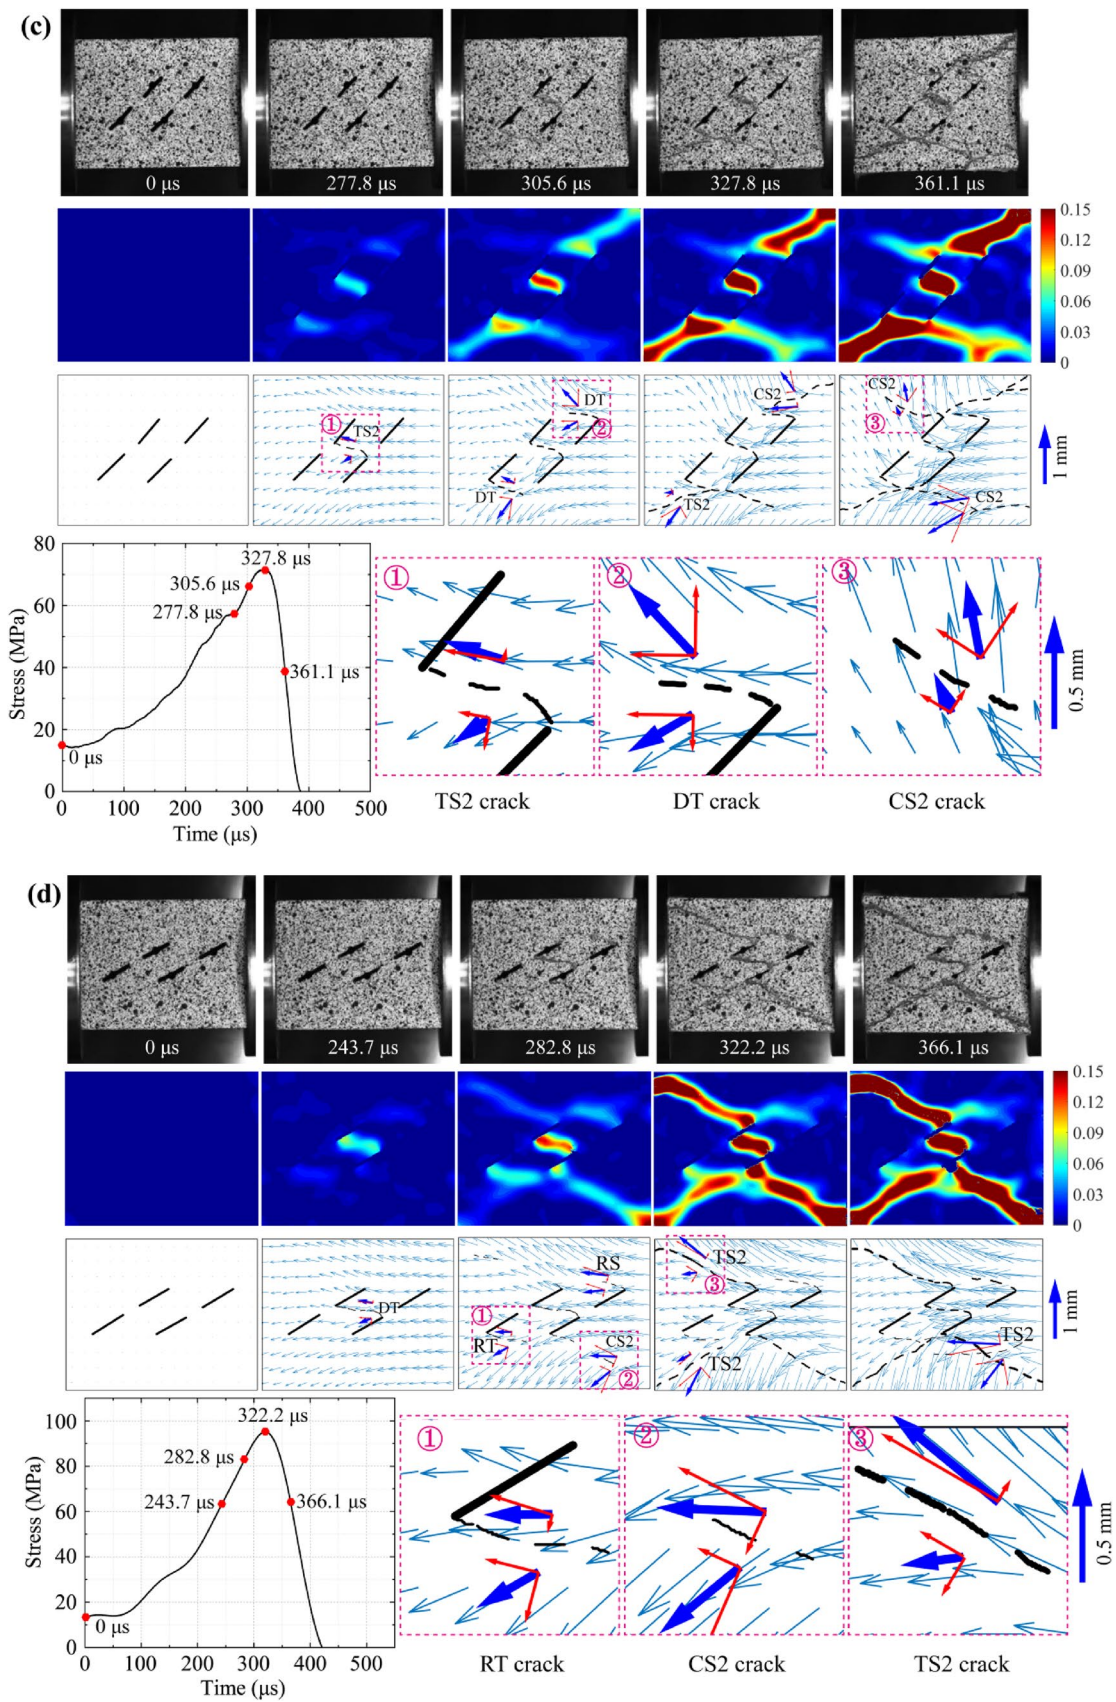 (c)
0 μs
277.8 μs
305.6 μs
327.8 μs
361.1 μs
0.15
0.12
0.09
0.06
0.03
0
①
TS2
DT
②
DT
CS2
TS2
CS2
③
CS2
1 mm
80
60
40
20
0
327.8 μs
305.6 μs
277.8 μs
361.1 μs
0 μs
Stress (MPa)
0 100 200 300 400 500
Time (μs)
①
②
③
0.5 mm
TS2 crack
DT crack
CS2 crack
(d)
0 μs
243.7 μs
282.8 μs
322.2 μs
366.1 μs
0.15
0.12
0.09
0.06
0.03
0
DT
RS
①
RT
CS2
②
TS2
③
TS2
TS2
1 mm
100
80
60
40
20
0
322.2 μs
282.8 μs
243.7 μs
366.1 μs
0 μs
Stress (MPa)
0 100 200 300 400 500
Time (μs)
①
②
③
0.5 mm
RT crack
CS2 crack
TS2 crack